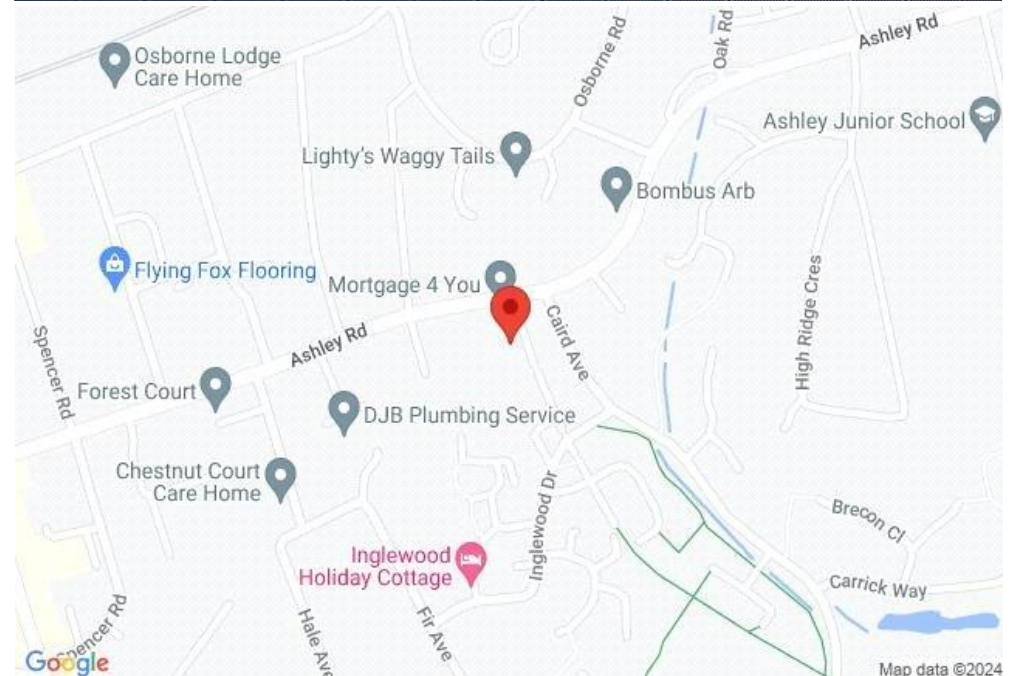 Ashley Rd
Oak Rd
Osborne Rd
Osborne Lodge
Care Home
Ashley Junior School
Lighty's Waggy Tails
Bombus Arb
Flying Fox Flooring
Mortgage 4 You
Caird Ave
High Ridge Cres
Ashley Rd
Spencer Rd
Forest Court
DJB Plumbing Service
Chestnut Court
Care Home
Inglewood Dr
Brecon Cl
Inglewood
Holiday Cottage
Carrick Way
Fir Ave
Hale Ave
Spencer Rd
Google
Map data ©2024